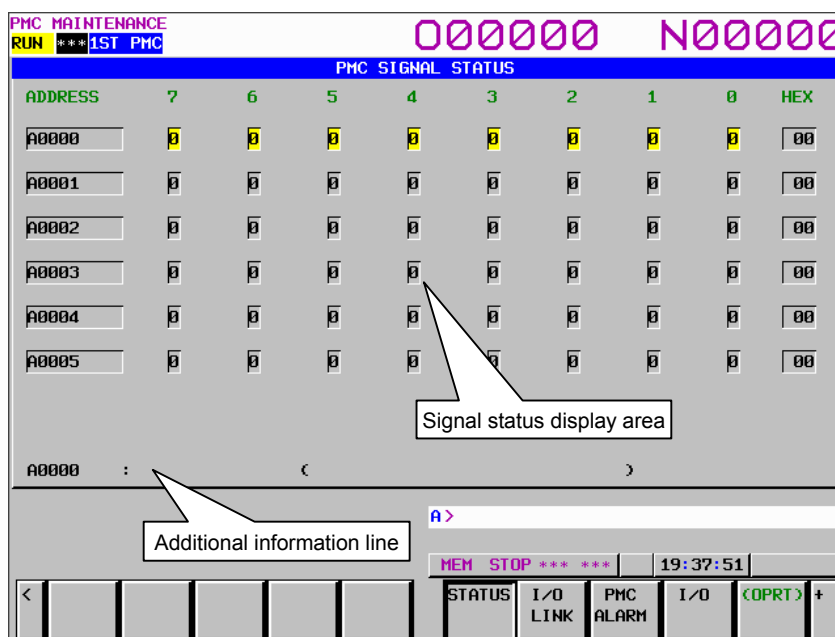 PMC MAINTENANCE
RUN *** 1ST PMC O00000 N00000
PMC SIGNAL STATUS
ADDRESS 7 6 5 4 3 2 1 0 HEX
A0000 0 0 0 0 0 0 0 0 00
A0001 0 0 0 0 0 0 0 0 00
A0002 0 0 0 0 0 0 0 0 00
A0003 0 0 0 0 0 0 0 0 00
A0004 0 0 0 0 0 0 0 0 00
A0005 0 0 0 0 0 0 0 0 00
Signal status display area
A0000 : ( )
Additional information line
A>
MEM STOP *** *** 19:37:51
< STATUS I/O LINK PMC ALARM I/O (OPRT) +